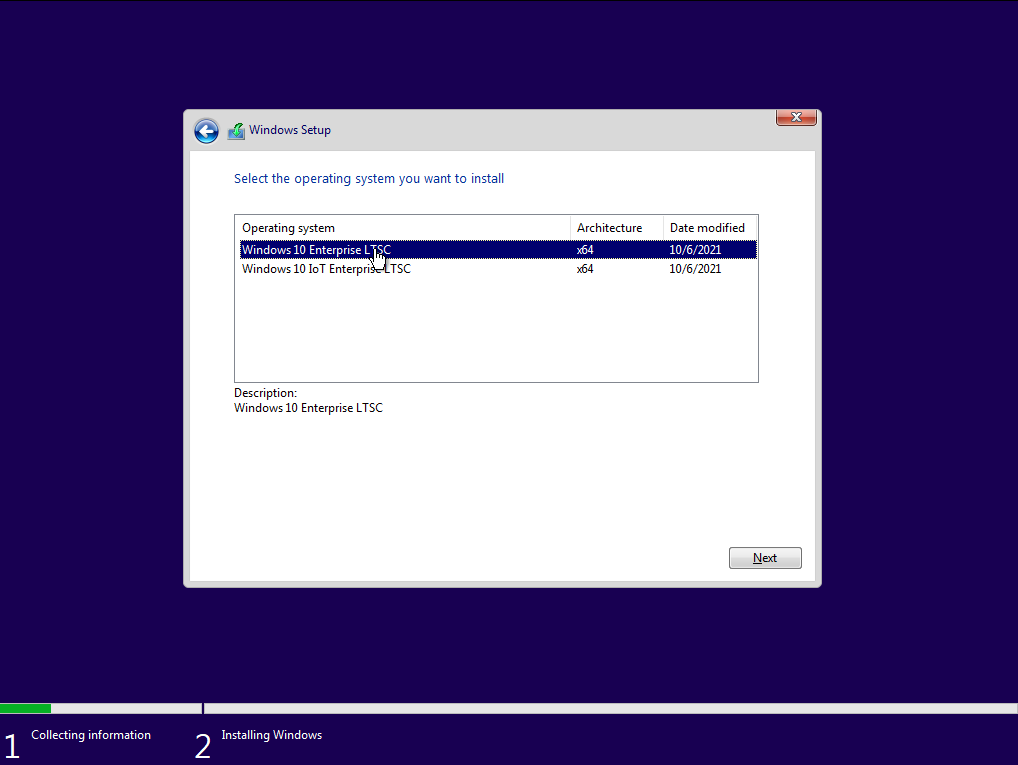 Windows Setup
Select the operating system you want to install
Operating system Architecture Date modified
Windows 10 Enterprise LTSC x64 10/6/2021
Windows 10 IoT Enterprise LTSC x64 10/6/2021
Description:
Windows 10 Enterprise LTSC
Next
1 Collecting information 2 Installing Windows